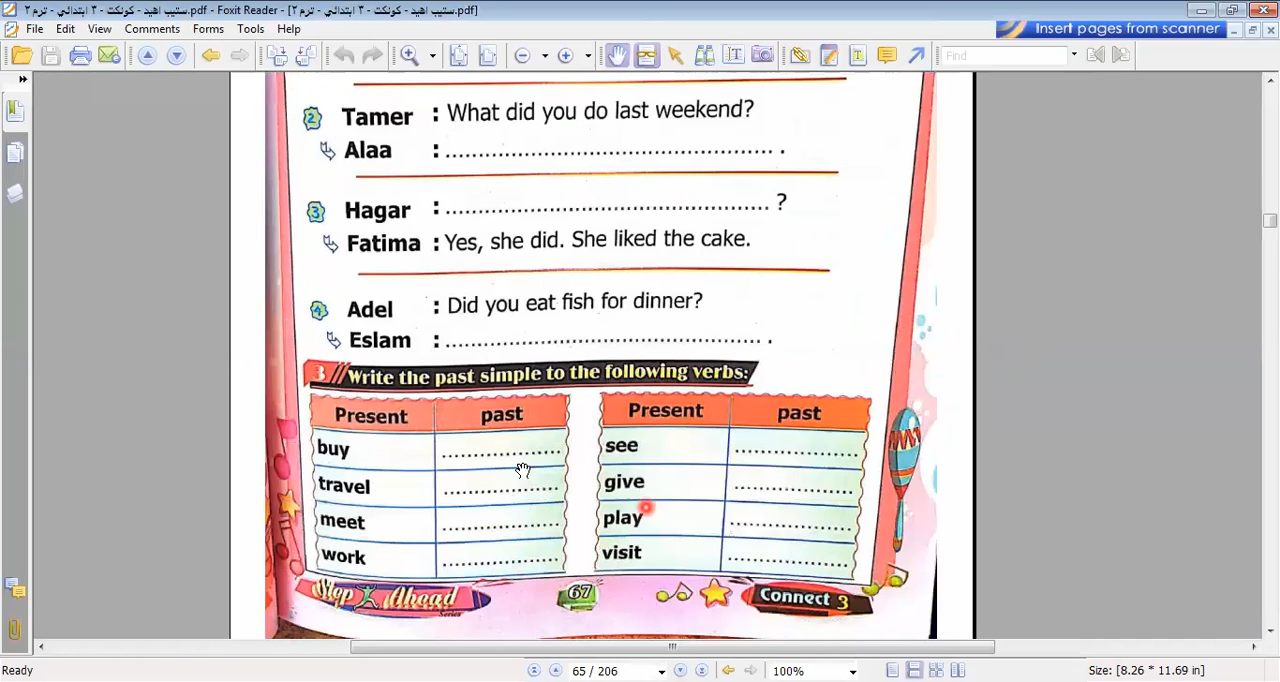 ستيب اهيد - كونكت - ٣ ابتدائي - ترم ٢.pdf - Foxit Reader - [ستيب اهيد - كونكت - ٣ ابتدائي - ترم ٢.pdf]
File Edit View Comments Forms Tools Help
Insert pages from scanner
Find
2 Tamer : What did you do last weekend?
Alaa : .................................................... .
3 Hagar : .................................................... ?
Fatima : Yes, she did. She liked the cake.
4 Adel : Did you eat fish for dinner?
Eslam : .................................................... .
3 Write the past simple to the following verbs:
Present past Present past
buy .................... see ....................
travel .................... give ....................
meet .................... play ....................
work .................... visit ....................
Step Ahead Series 67 Connect 3
Ready 65 / 206 100% Size: [8.26 * 11.69 in]